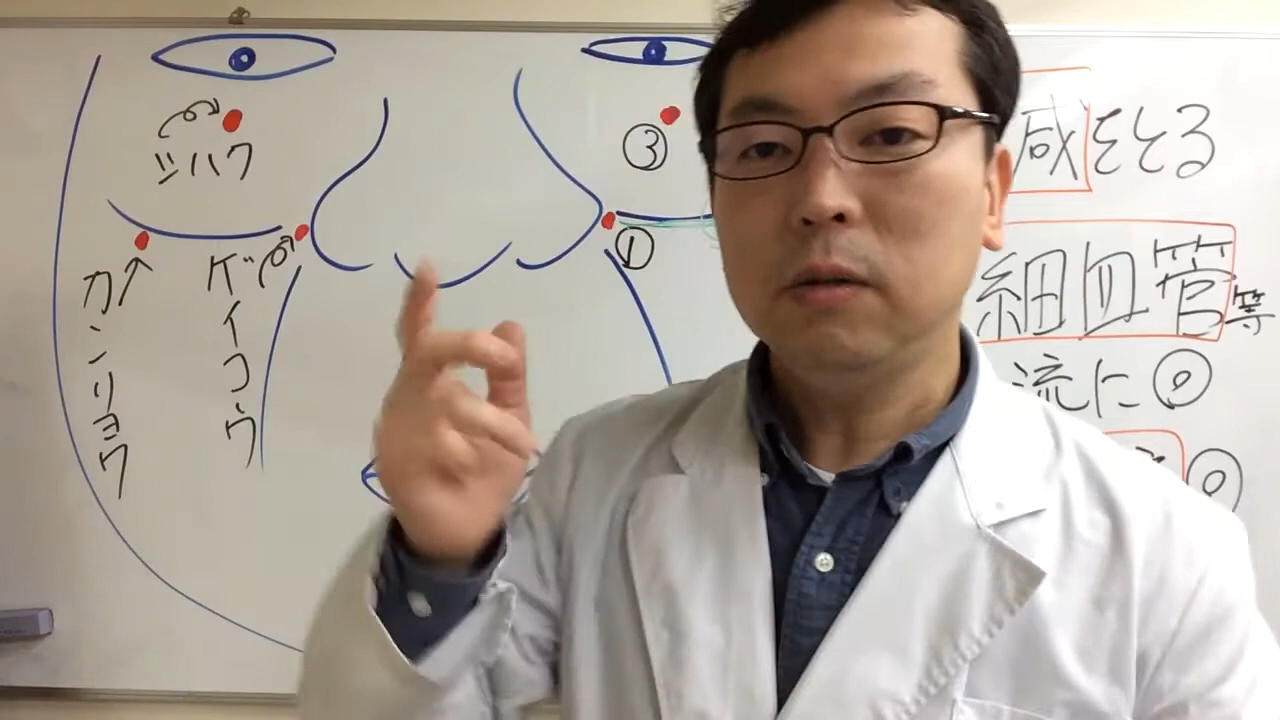 シハク
カンリョウ
ゲイコウ
③
①
をとる
細血管等
流に◎
◎